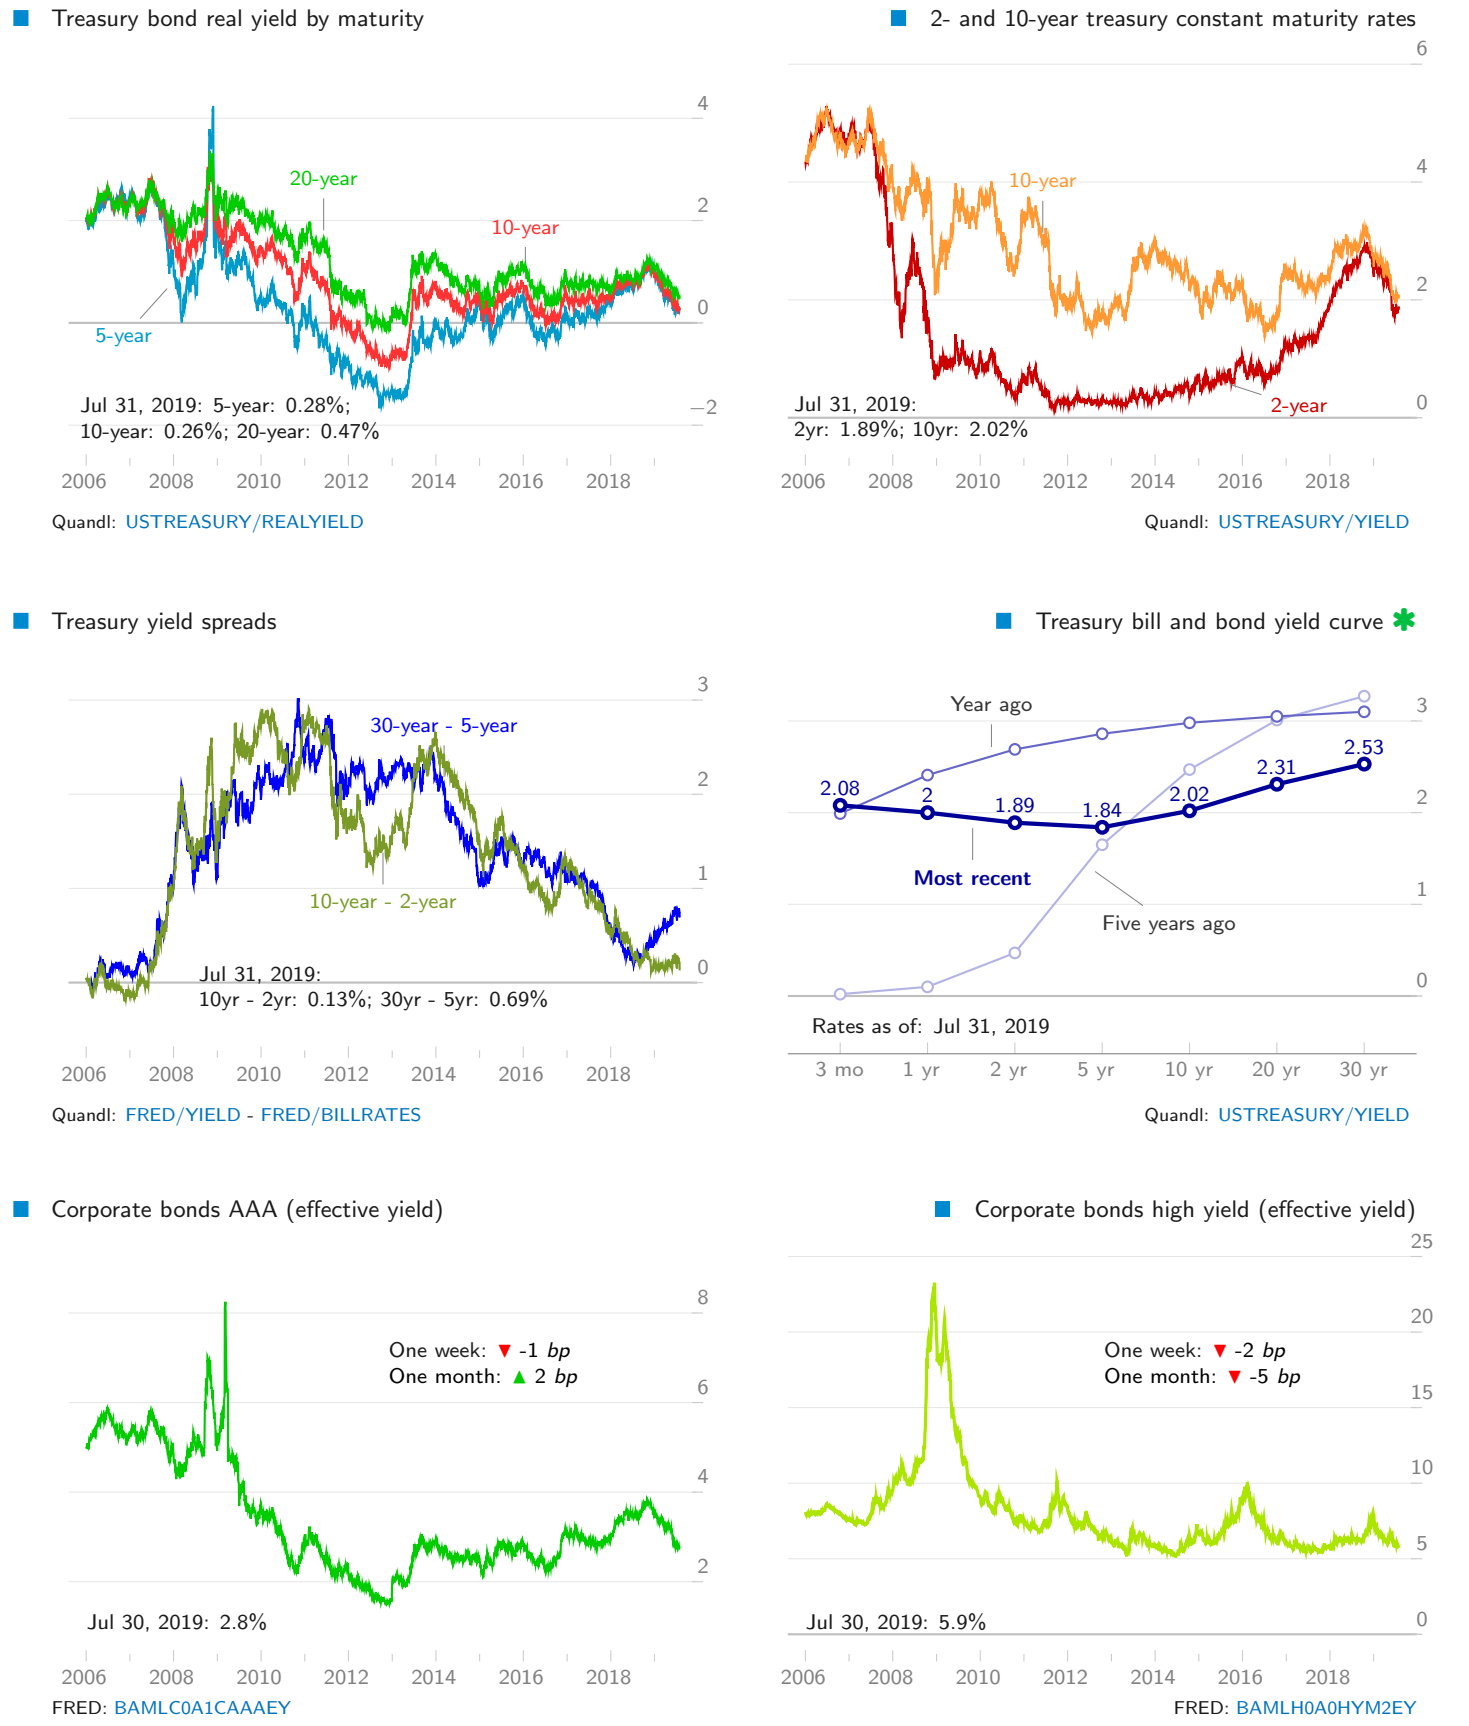 Treasury bond real yield by maturity
4
2
0
−2
20-year
10-year
5-year
Jul 31, 2019: 5-year: 0.28%;
10-year: 0.26%; 20-year: 0.47%
2006 2008 2010 2012 2014 2016 2018
Quandl: USTREASURY/REALYIELD
2- and 10-year treasury constant maturity rates
6
4
2
0
10-year
2-year
Jul 31, 2019:
2yr: 1.89%; 10yr: 2.02%
2006 2008 2010 2012 2014 2016 2018
Quandl: USTREASURY/YIELD
Treasury yield spreads
3
2
1
0
30-year - 5-year
10-year - 2-year
Jul 31, 2019:
10yr - 2yr: 0.13%; 30yr - 5yr: 0.69%
2006 2008 2010 2012 2014 2016 2018
Quandl: FRED/YIELD - FRED/BILLRATES
Treasury bill and bond yield curve ✱
3
2
1
0
Year ago
2.08 2 1.89 1.84 2.02 2.31 2.53
Most recent
Five years ago
Rates as of: Jul 31, 2019
3 mo 1 yr 2 yr 5 yr 10 yr 20 yr 30 yr
Quandl: USTREASURY/YIELD
Corporate bonds AAA (effective yield)
8
6
4
2
One week: ▼ -1 bp
One month: ▲ 2 bp
Jul 30, 2019: 2.8%
2006 2008 2010 2012 2014 2016 2018
FRED: BAMLC0A1CAAAEY
Corporate bonds high yield (effective yield)
25
20
15
10
5
0
One week: ▼ -2 bp
One month: ▼ -5 bp
Jul 30, 2019: 5.9%
2006 2008 2010 2012 2014 2016 2018
FRED: BAMLH0A0HYM2EY